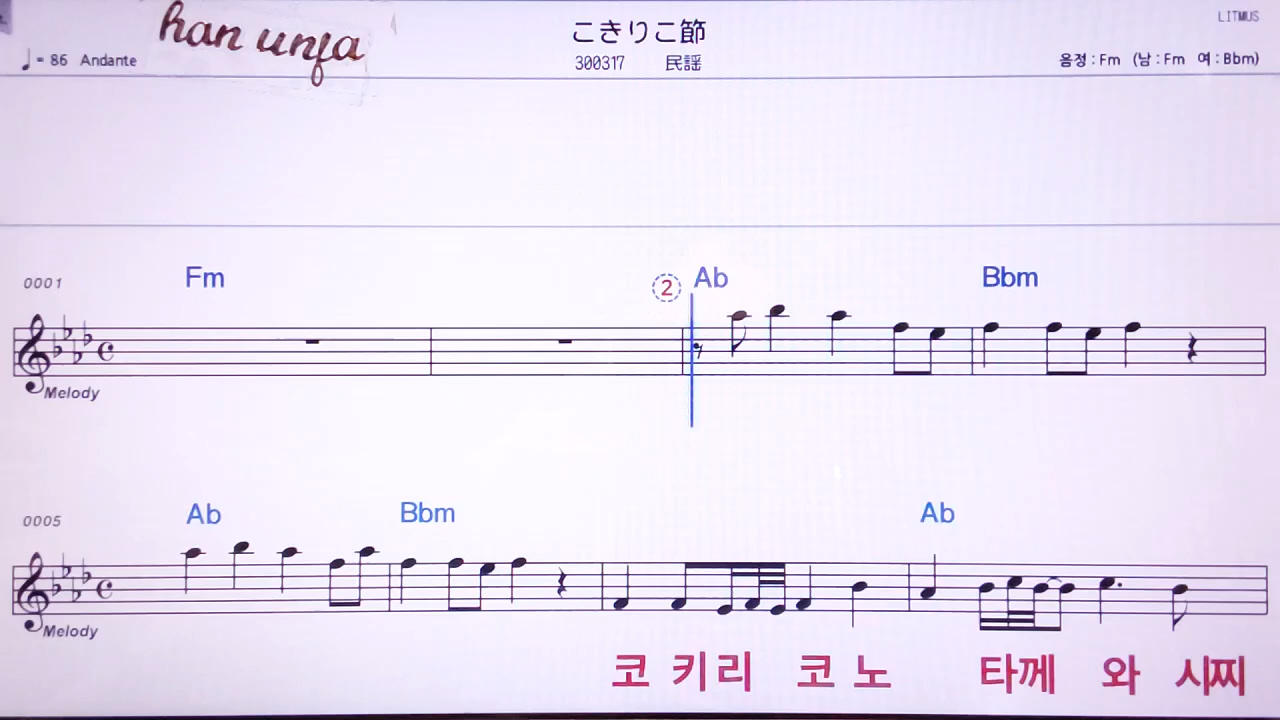 han unja
LITMUS
こきりこ節
♩= 86 Andante
300317 民謡
음정 : Fm (남 : Fm 여 : Bbm)
0001 Fm ② Ab Bbm
Melody
0005 Ab Bbm Ab
Melody
코 키리 코 노 타께 와 시찌